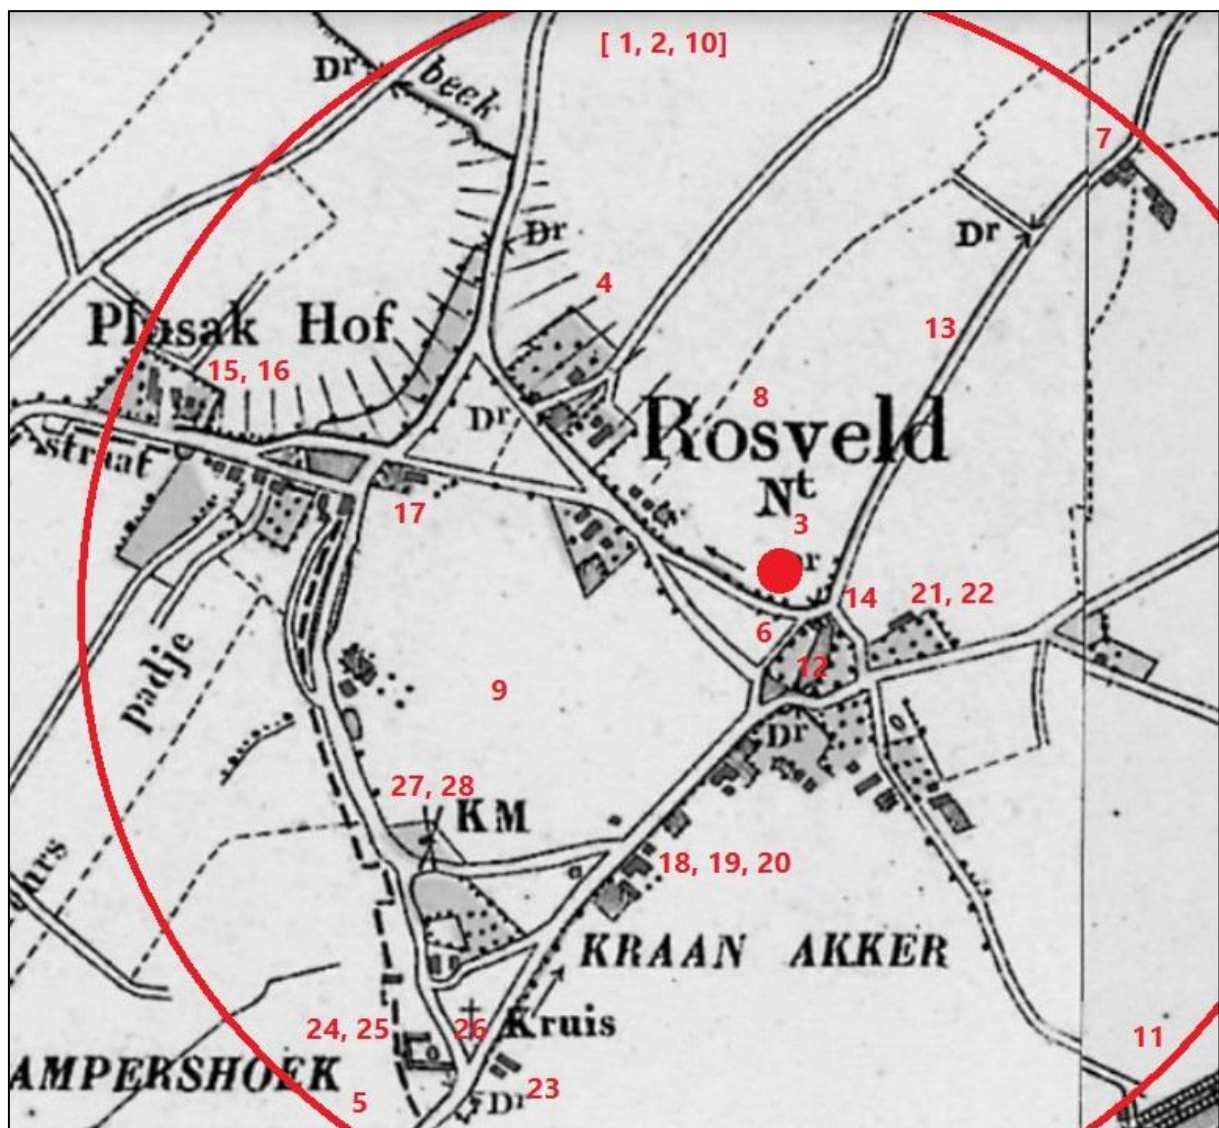 [ 1, 2, 10]
Dr
beek
7
Dr
Dr
4
Plusak Hof
13
15, 16
8
Dr
Rosveld
straat
Nt
17
3
r
14
21, 22
6
12
padje
9
Dr
27, 28
KM
18, 19, 20
KRAAN AKKER
24, 25
26
Kruis
11
AMPERSHOEK
23
5
Dr